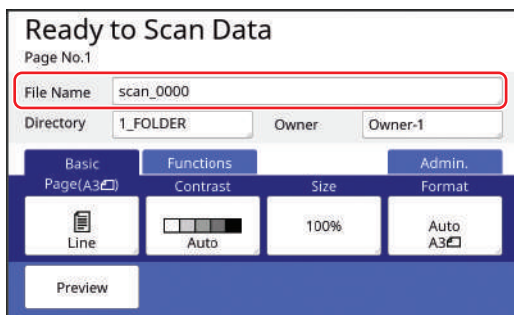 Ready to Scan Data
Page No.1
File Name scan_0000
Directory 1_FOLDER Owner Owner-1
Basic Functions Admin.
Page(A3) Contrast Size Format
Line Auto 100% Auto
A3
Preview